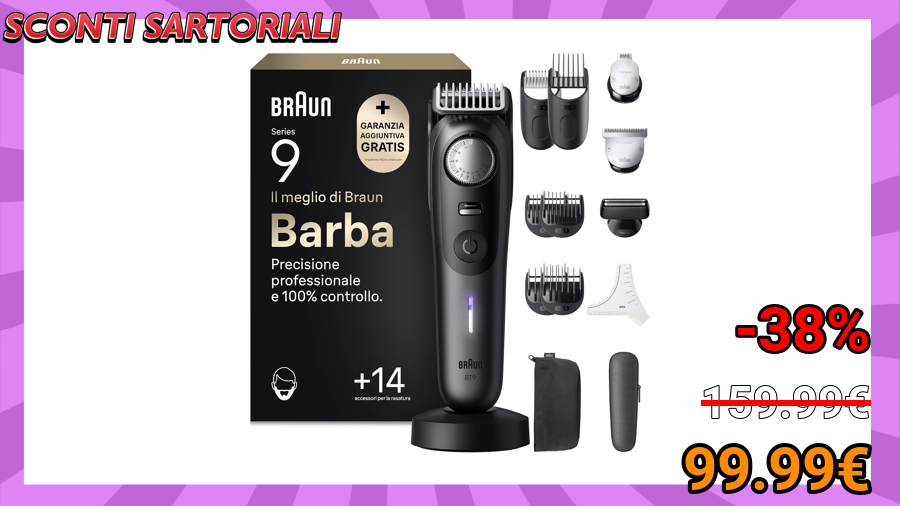 SCONTI SARTORIALI
BRAUN
BRAUN
Series
9
+
GARANZIA
AGGIUNTIVA
GRATIS
Il meglio di Braun
Barba
Precisione
professionale
e 100% controllo.
+14
accessori per la rasatura
BRAUN
BT9
-38%
159.99€
99.99€